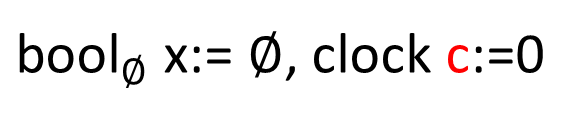 bool∅ x:= ∅, clock c:=0